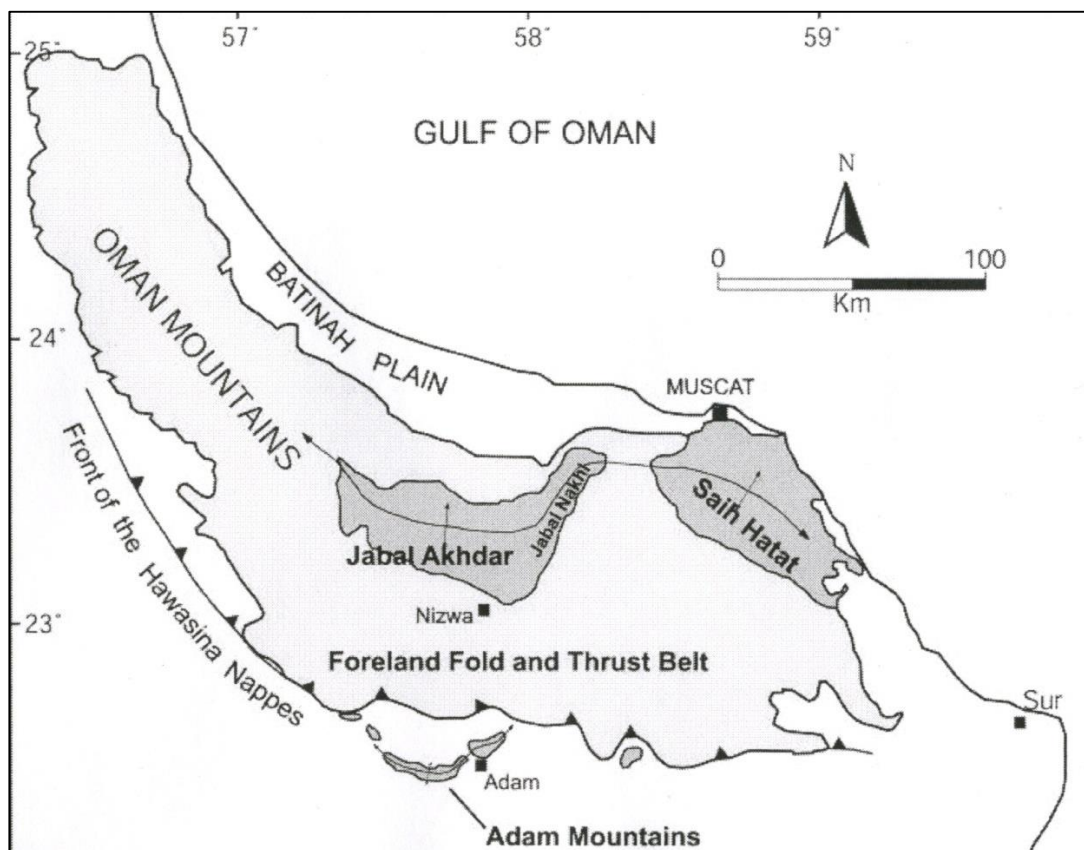 57° 58° 59°
25°
GULF OF OMAN
N
0 100
Km
OMAN MOUNTAINS
BATINAH PLAIN
24°
MUSCAT
Front of the Hawasina Nappes
Jabal Nakhl
Saih Hatat
Jabal Akhdar
Nizwa
23°
Foreland Fold and Thrust Belt
Sur
Adam
Adam Mountains